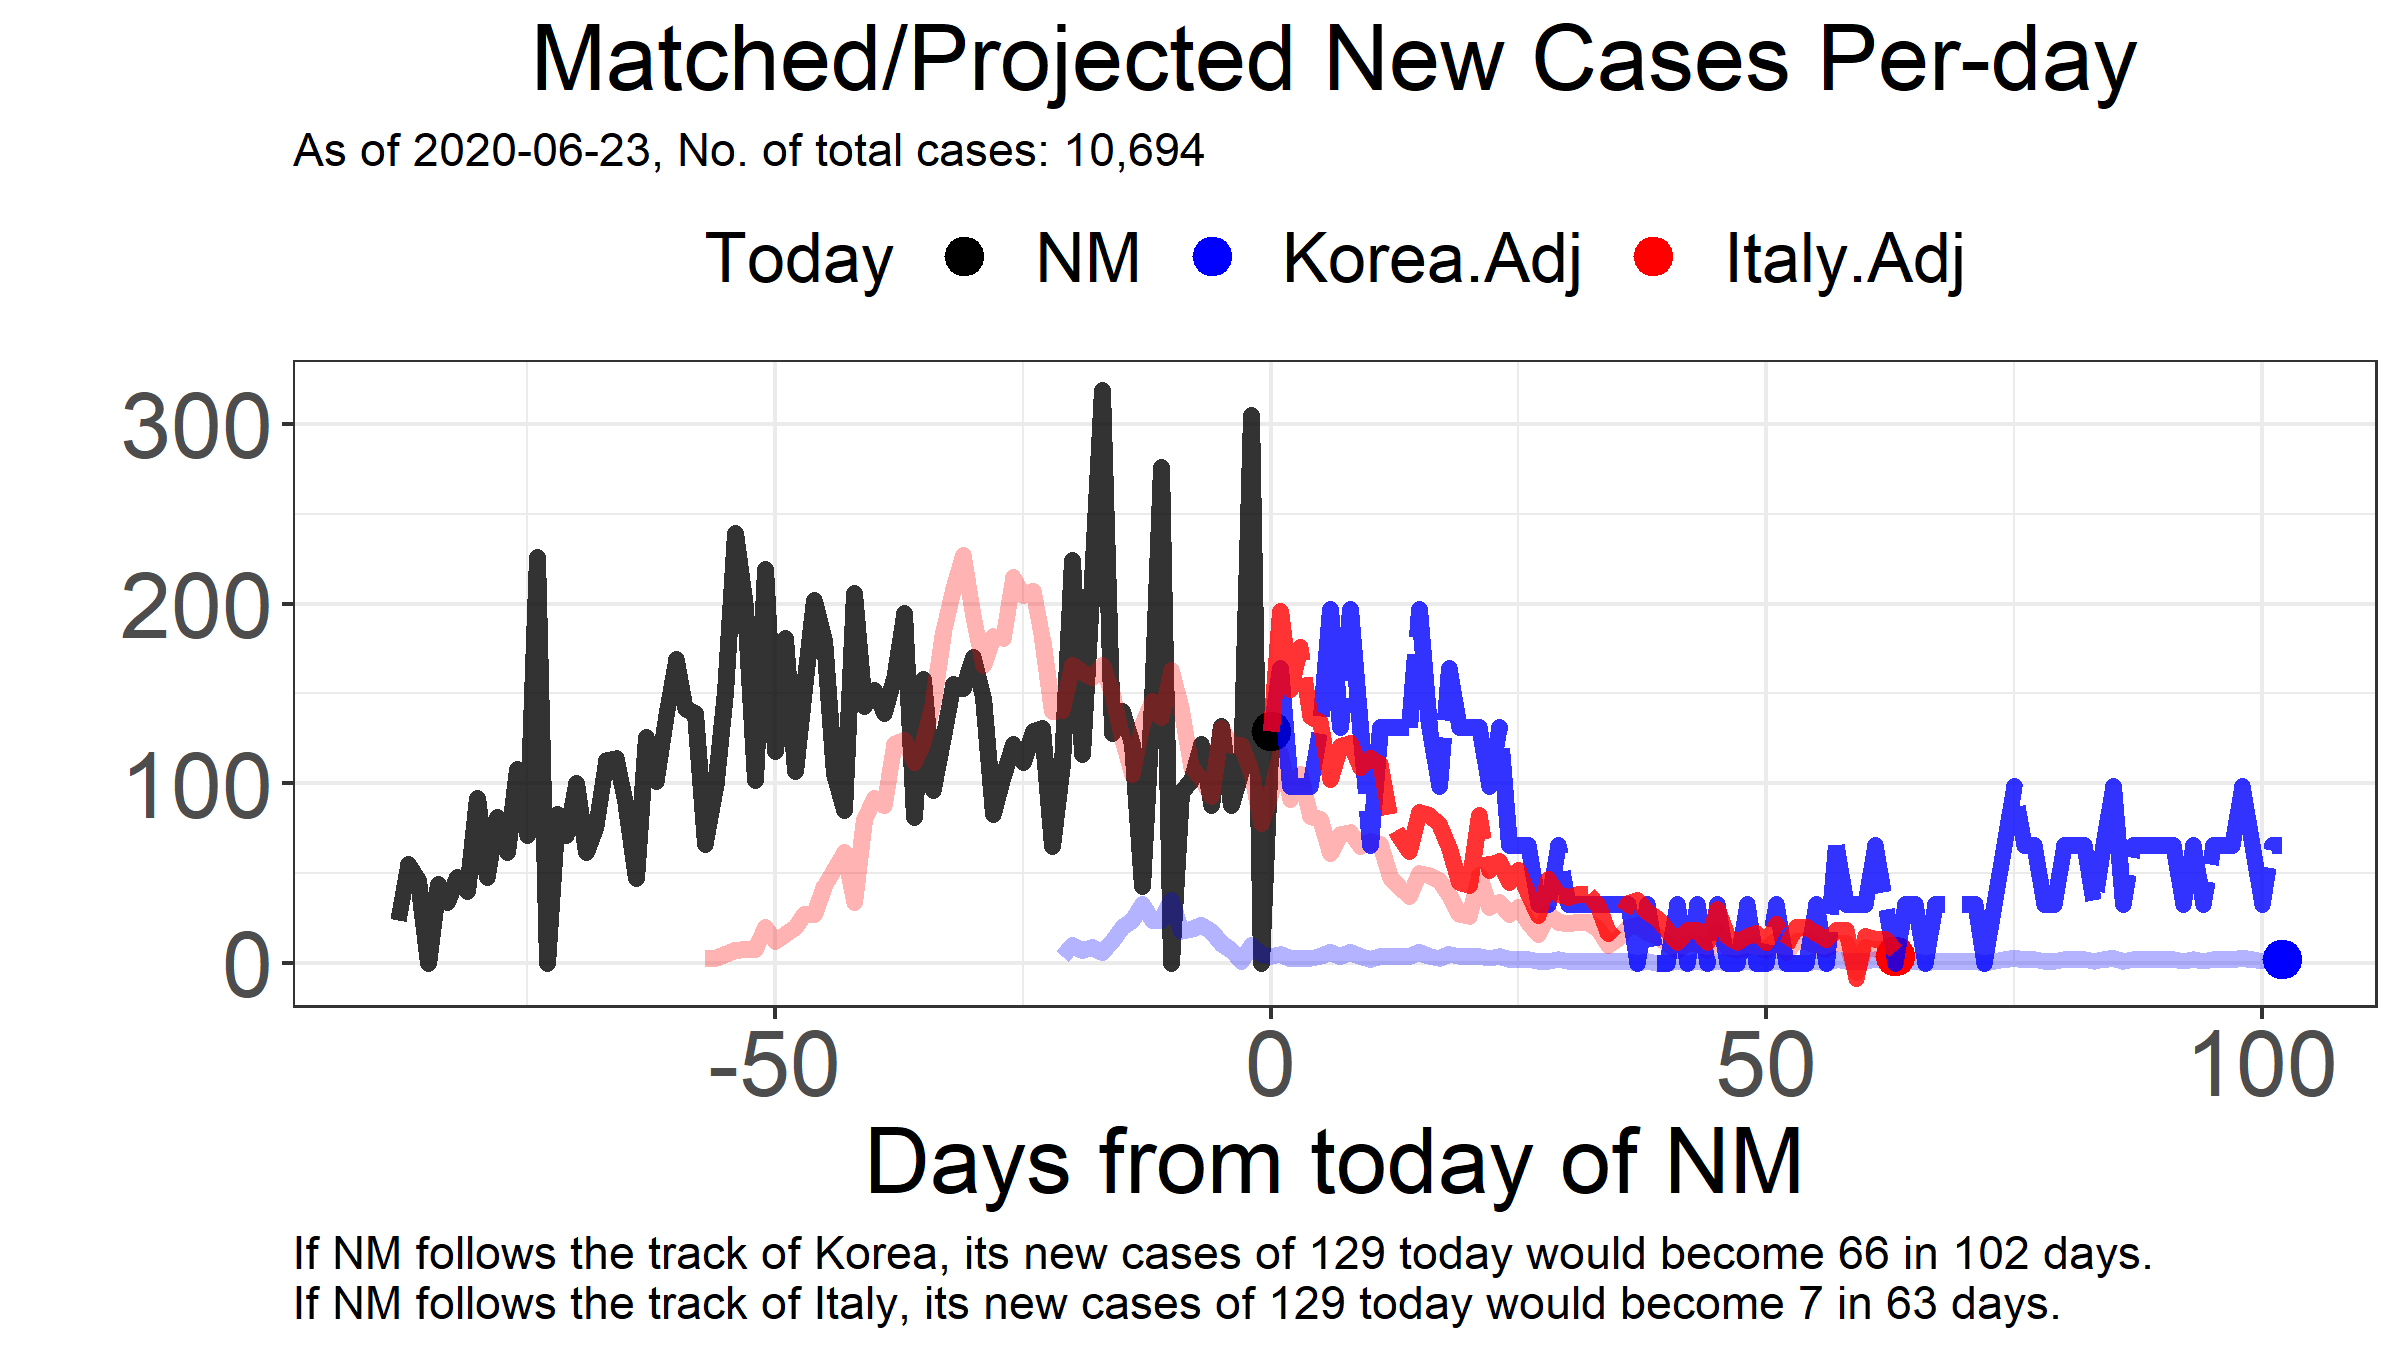 Matched/Projected New Cases Per-day
As of 2020-06-23, No. of total cases: 10,694
Today NM Korea.Adj Italy.Adj
300
200
100
0
-50 0 50 100
Days from today of NM
If NM follows the track of Korea, its new cases of 129 today would become 66 in 102 days.
If NM follows the track of Italy, its new cases of 129 today would become 7 in 63 days.